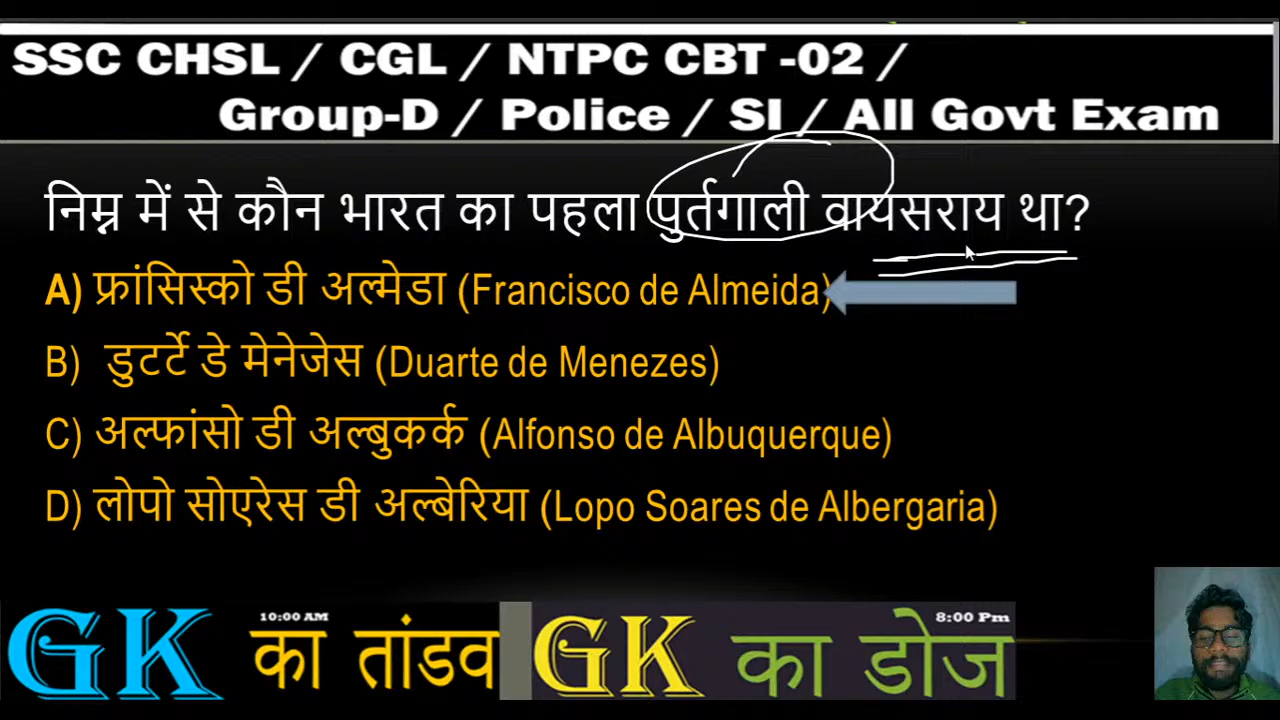 SSC CHSL / CGL / NTPC CBT -02 /
Group-D / Police / SI / All Govt Exam
निम्न में से कौन भारत का पहला पुर्तगाली वायसराय था?
A) फ्रांसिस्को डी अल्मेडा (Francisco de Almeida)
B) डुटर्टे डे मेनेजेस (Duarte de Menezes)
C) अल्फांसो डी अल्बुकर्क (Alfonso de Albuquerque)
D) लोपो सोएरेस डी अल्बेरिया (Lopo Soares de Albergaria)
GK का तांडव 10:00 AM
GK का डोज 8:00 Pm